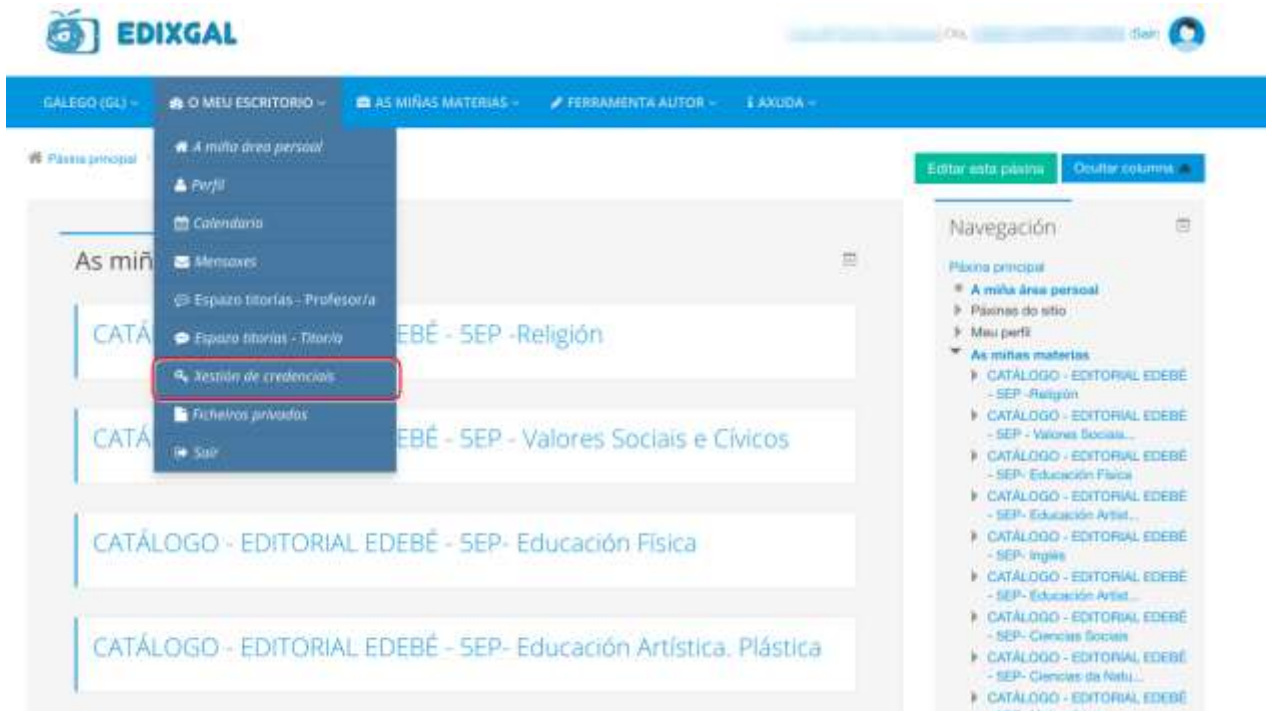 EDIXGAL
GALEGO (GL)
O MEU ESCRITORIO
AS MIÑAS MATERIAS
FERRAMENTA AUTOR
AXUDA
A miña área persoal
Perfil
Calendario
Mensaxes
Espazo titorías - Profesor/a
Espazo titorías - Titor/a
Xestión de credenciais
Ficheiros privados
Saír
Páxina principal
Editar esta páxina
Ocultar columna
As miñ
CATÁ EBÉ - 5EP -Religión
CATÁ EBÉ - 5EP - Valores Sociais e Cívicos
CATÁLOGO - EDITORIAL EDEBÉ - 5EP- Educación Física
CATÁLOGO - EDITORIAL EDEBÉ - 5EP- Educación Artística. Plástica
Navegación
Páxina principal
A miña área persoal
Páxinas do sitio
Meu perfil
As miñas materias
CATÁLOGO - EDITORIAL EDEBÉ
- 5EP -Religión
CATÁLOGO - EDITORIAL EDEBÉ
- 5EP - Valores Sociais...
CATÁLOGO - EDITORIAL EDEBÉ
- 5EP- Educación Física
CATÁLOGO - EDITORIAL EDEBÉ
- 5EP- Educación Artíst...
CATÁLOGO - EDITORIAL EDEBÉ
- 5EP- Inglés
CATÁLOGO - EDITORIAL EDEBÉ
- 5EP- Educación Artíst...
CATÁLOGO - EDITORIAL EDEBÉ
- 5EP- Ciencias Sociais
CATÁLOGO - EDITORIAL EDEBÉ
- 5EP- Ciencias da Natu...
CATÁLOGO - EDITORIAL EDEBÉ